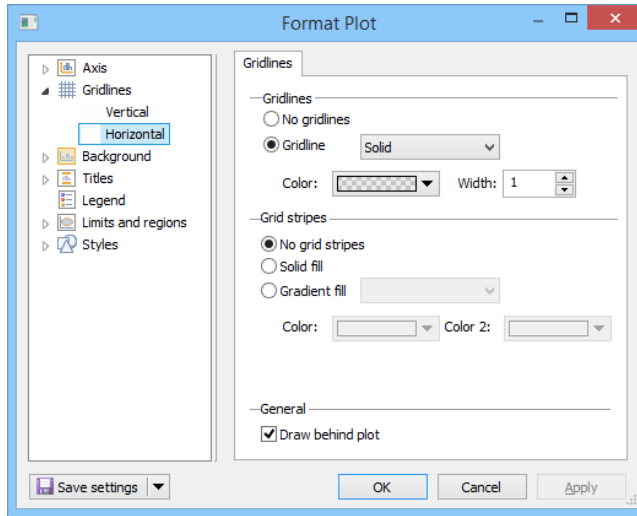 Format Plot
Axis
Gridlines
Vertical
Horizontal
Background
Titles
Legend
Limits and regions
Styles
Gridlines
Gridlines
No gridlines
Gridline Solid
Color: Width: 1
Grid stripes
No grid stripes
Solid fill
Gradient fill
Color: Color 2:
General
Draw behind plot
Save settings OK Cancel Apply